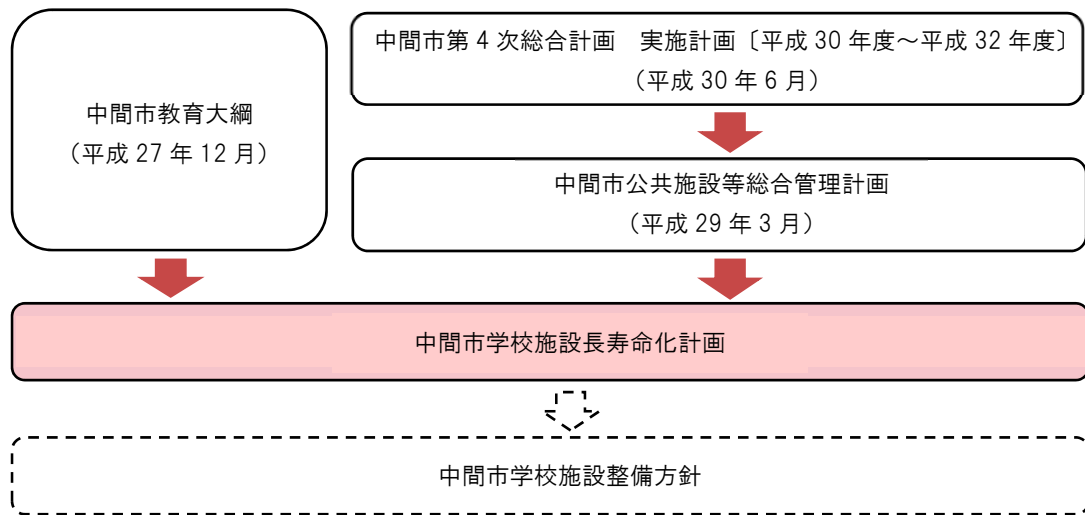 中間市教育大綱
（平成 27 年 12 月）
中間市第 4 次総合計画　実施計画〔平成 30 年度～平成 32 年度〕
（平成 30 年 6 月）
中間市公共施設等総合管理計画
（平成 29 年 3 月）
中間市学校施設長寿命化計画
中間市学校施設整備方針